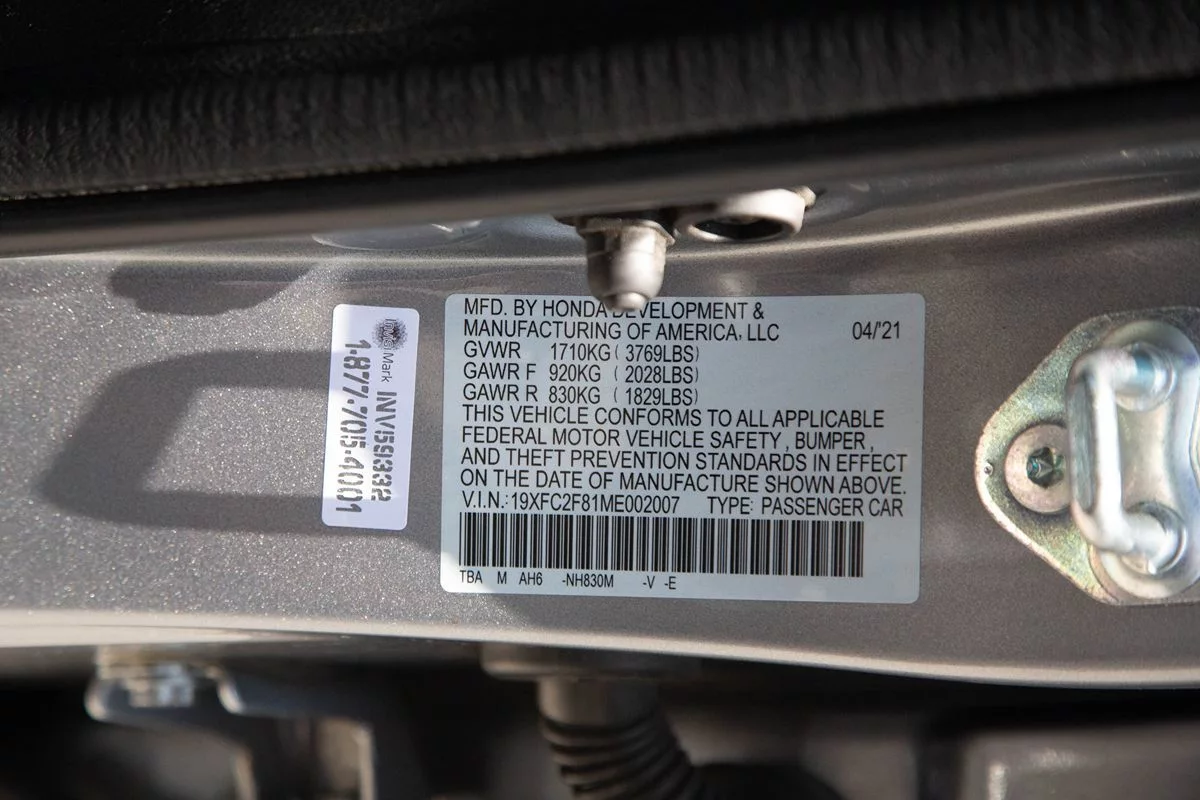 MFD. BY HONDA DEVELOPMENT &
MANUFACTURING OF AMERICA, LLC 04/'21
GVWR 1710KG ( 3769LBS)
GAWR F 920KG ( 2028LBS)
GAWR R 830KG ( 1829LBS)
THIS VEHICLE CONFORMS TO ALL APPLICABLE
FEDERAL MOTOR VEHICLE SAFETY, BUMPER,
AND THEFT PREVENTION STANDARDS IN EFFECT
ON THE DATE OF MANUFACTURE SHOWN ABOVE.
V.I.N.: 19XFC2F81ME002007 TYPE: PASSENGER CAR
TBA M AH6 -NH830M -V -E
Mark INV1591332
1-877-705-4001